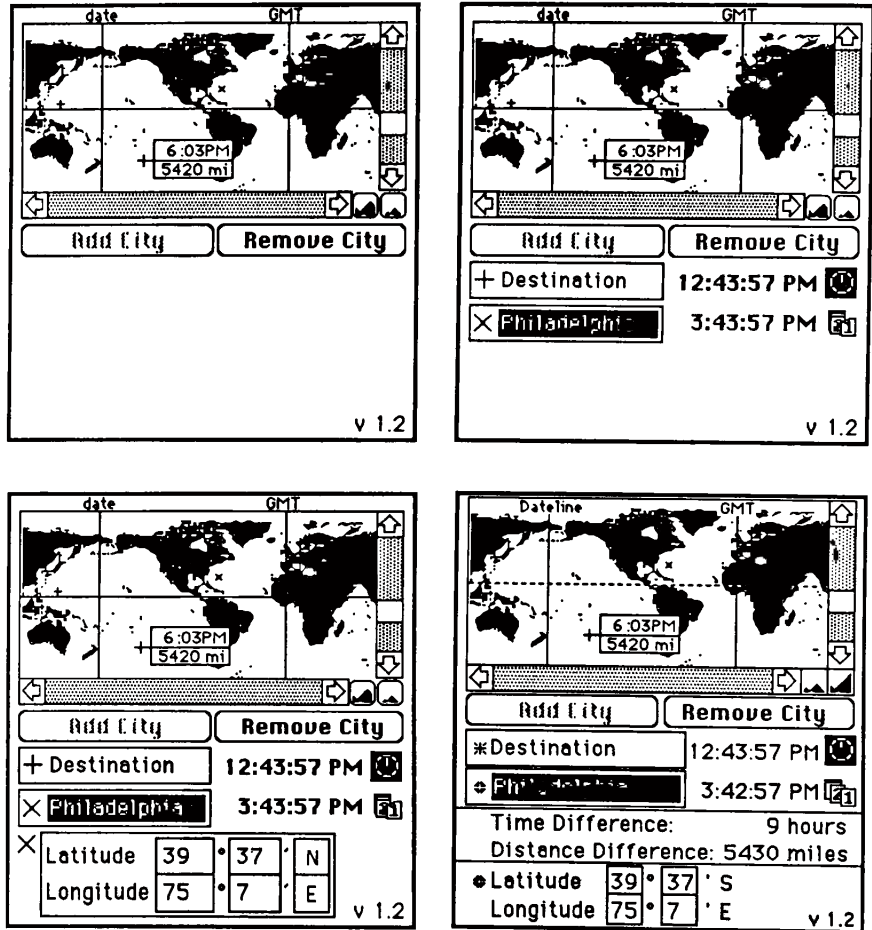 date GMT
6:03PM
5420 mi
Add City Remove City
v 1.2
date GMT
6:03PM
5420 mi
Add City Remove City
+ Destination 12:43:57 PM
× Philadelphia 3:43:57 PM
v 1.2
date GMT
6:03PM
5420 mi
Add City Remove City
+ Destination 12:43:57 PM
× Philadelphia 3:43:57 PM
× Latitude 39 ° 37 ' N
Longitude 75 ° 7 ' E
v 1.2
Dateline GMT
6:03PM
5420 mi
Add City Remove City
Destination 12:43:57 PM
Philadelphia 3:42:57 PM
Time Difference: 9 hours
Distance Difference: 5430 miles
Latitude 39 ° 37 ' S
Longitude 75 ° 7 ' E
v 1.2